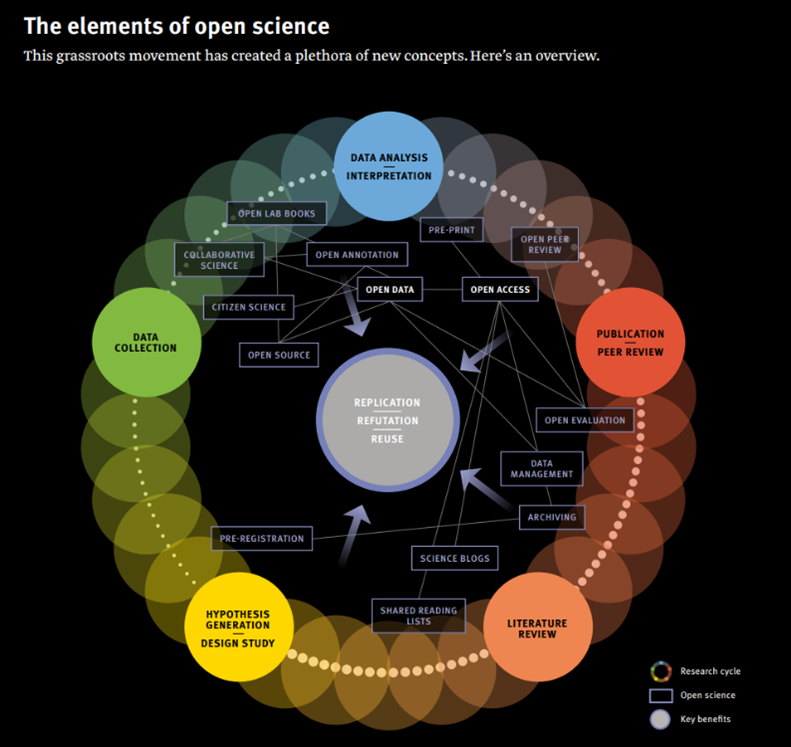 The elements of open science
This grassroots movement has created a plethora of new concepts. Here's an overview.
DATA ANALYSIS
INTERPRETATION
OPEN LAB BOOKS
PRE-PRINT
OPEN PEER
REVIEW
COLLABORATIVE
SCIENCE
OPEN ANNOTATION
OPEN DATA
OPEN ACCESS
CITIZEN SCIENCE
DATA
COLLECTION
PUBLICATION
PEER REVIEW
OPEN SOURCE
REPLICATION
REFUTATION
REUSE
OPEN EVALUATION
DATA
MANAGEMENT
ARCHIVING
PRE-REGISTRATION
SCIENCE BLOGS
SHARED READING
LISTS
HYPOTHESIS
GENERATION
DESIGN STUDY
LITERATURE
REVIEW
Research cycle
Open science
Key benefits